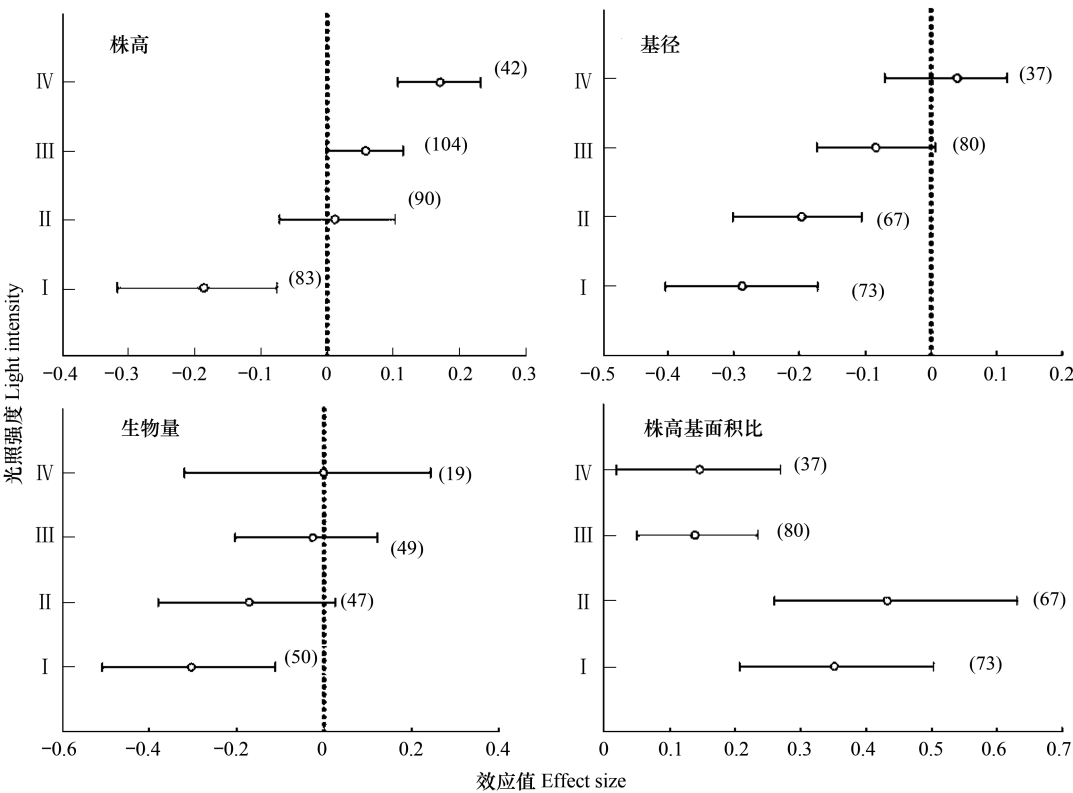 株高
IV
(42)
III
(104)
II
(90)
I
(83)
−0.4 −0.3 −0.2 −0.1 0 0.1 0.2 0.3
基径
IV
(37)
III
(80)
II
(67)
I
(73)
−0.5 −0.3 −0.2 −0.1 0 0.1 0.2
光照强度 Light intensity
生物量
IV
(19)
III
(49)
II
(47)
I
(50)
−0.6 −0.4 −0.2 0 0.2 0.4
株高基面积比
IV
(37)
III
(80)
II
(67)
I
(73)
0 0.1 0.2 0.3 0.4 0.5 0.6 0.7
效应值 Effect size